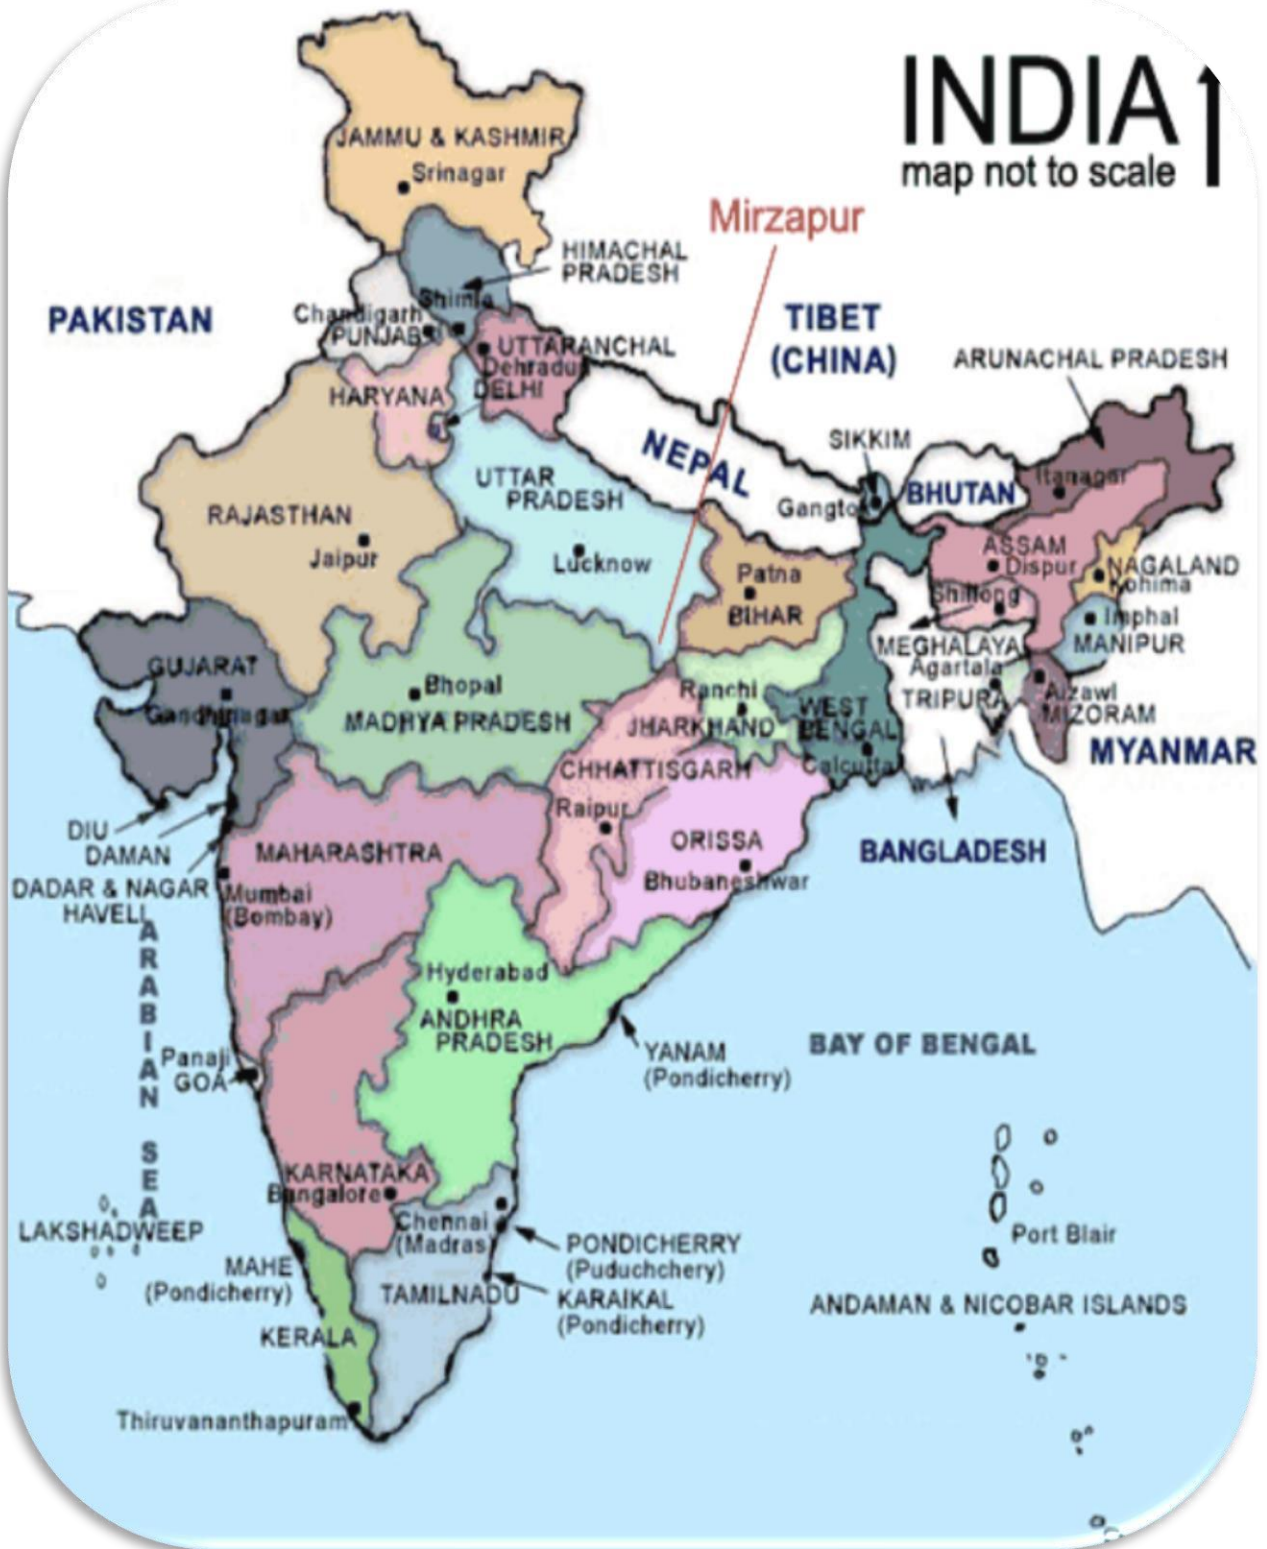 INDIA
map not to scale
JAMMU & KASHMIR
Srinagar
Mirzapur
HIMACHAL
PRADESH
PAKISTAN
Shimla
Chandigarh
PUNJAB
TIBET
(CHINA)
UTTARANCHAL
Dehradu
DELHI
HARYANA
ARUNACHAL PRADESH
NEPAL
SIKKIM
Gangto
BHUTAN
Itanagar
UTTAR
PRADESH
RAJASTHAN
Jaipur
Lucknow
Patna
BIHAR
ASSAM
Dispur
NAGALAND
Kohima
Shillong
Imphal
MANIPUR
MEGHALAYA
Agartala
TRIPURA
Aizawl
MIZORAM
MYANMAR
GUJARAT
Gandhinagar
Bhopal
MADHYA PRADESH
Ranchi
JHARKHAND
WEST
BENGAL
Calcutta
CHHATTISGARH
Raipur
ORISSA
Bhubaneshwar
BANGLADESH
DIU
DAMAN
DADAR & NAGAR
HAVELI
MAHARASHTRA
Mumbai
(Bombay)
ARABIAN SEA
Hyderabad
ANDHRA
PRADESH
YANAM
(Pondicherry)
BAY OF BENGAL
Panaji
GOA
KARNATAKA
Bangalore
Chennai
(Madras)
LAKSHADWEEP
MAHE
(Pondicherry)
PONDICHERRY
(Puduchchery)
TAMILNADU
KARAIKAL
(Pondicherry)
KERALA
Thiruvananthapuram
Port Blair
ANDAMAN & NICOBAR ISLANDS